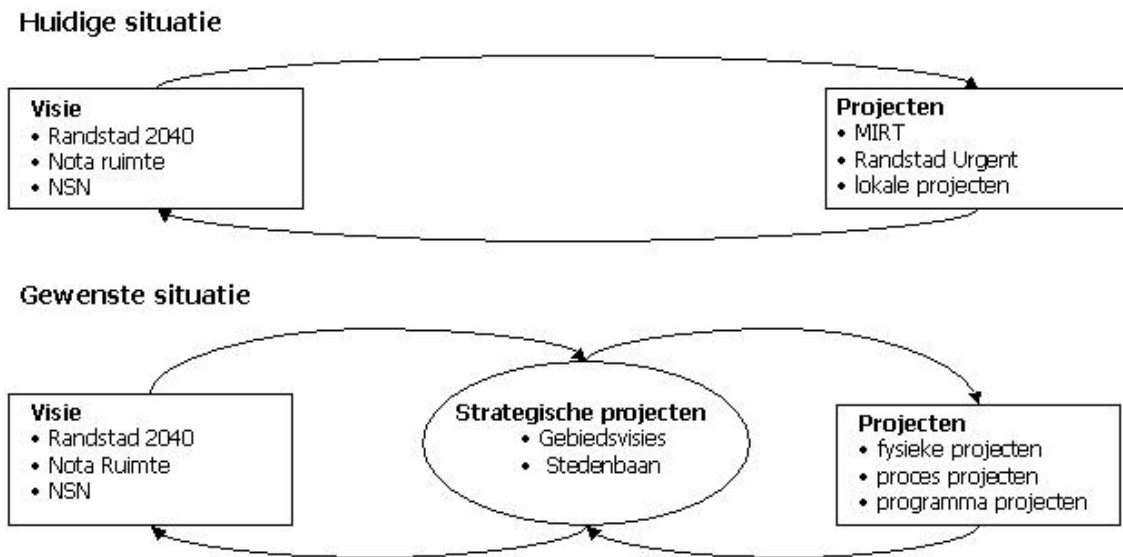 Huidige situatie
Visie
• Randstad 2040
• Nota ruimte
• NSN
Projecten
• MIRT
• Randstad Urgent
• lokale projecten
Gewenste situatie
Visie
• Randstad 2040
• Nota Ruimte
• NSN
Strategische projecten
• Gebiedsvisies
• Stedenbaan
Projecten
• fysieke projecten
• proces projecten
• programma projecten